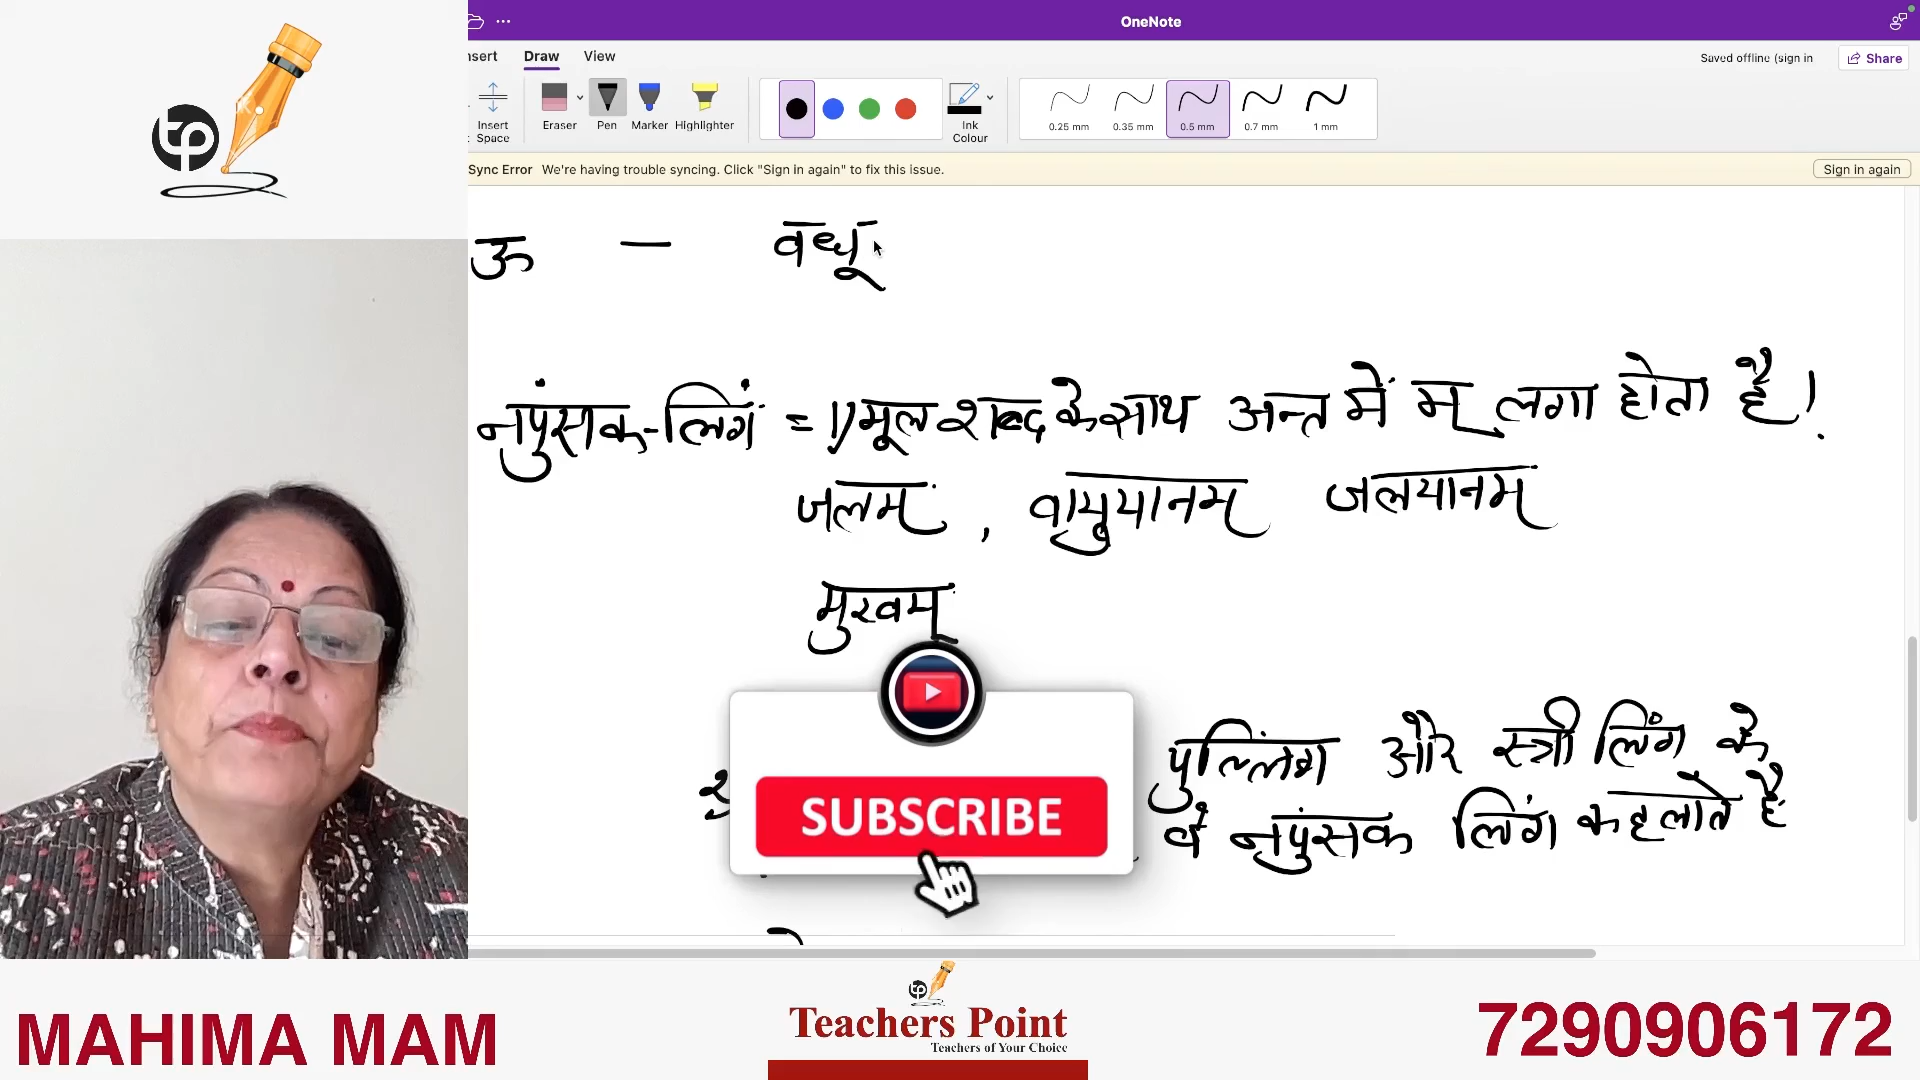 OneNote
nsert Draw View
Saved offline (sign in
Share
Insert Space
Eraser Pen Marker Highlighter
Ink Colour
0.25 mm 0.35 mm 0.5 mm 0.7 mm 1 mm
Sync Error We're having trouble syncing. Click "Sign in again" to fix this issue.
Sign in again
ऊ — वधू
नपुंसक-लिंग = 1) मूल शब्द के साथ अन्त में म् लगा होता है।
जलम् , वायुयानम् जलयानम्
मुखम्
पुल्लिंग और स्त्री लिंग के
वे नपुंसक लिंग कहलाते है
SUBSCRIBE
tp
MAHIMA MAM
tp
Teachers Point
Teachers of Your Choice
7290906172